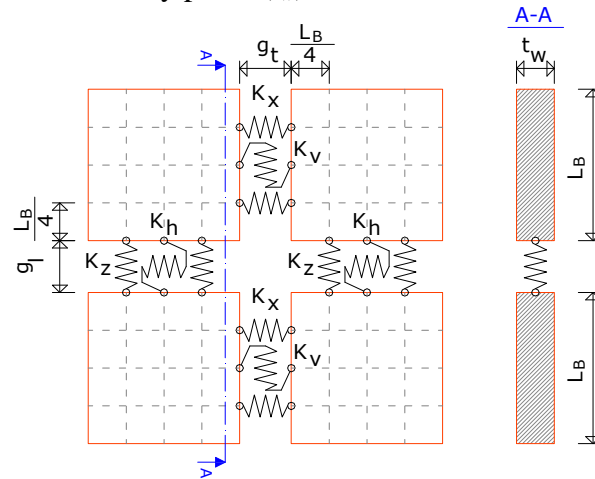 A-A
g_t
L_B/4
t_w
A
K_x
K_v
L_B
L_B/4
K_h
K_h
g_l
K_z
K_z
K_x
K_v
L_B
A